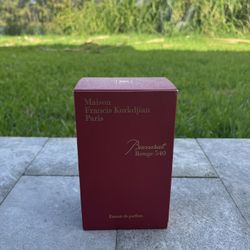 Maison
Francis Kurkdjian
Paris
Baccarat
Rouge 540
Extrait de parfum